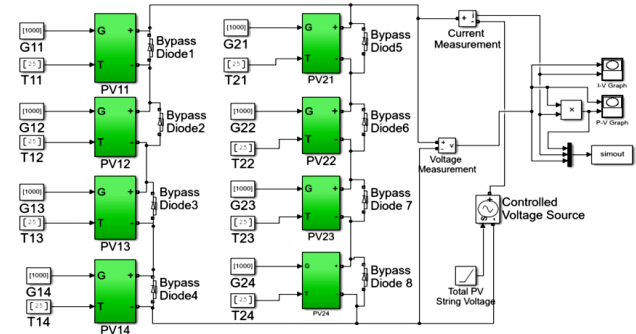 [1000]
G11
[25]
T11
G
T
+
-
PV11
Bypass
Diode1
[1000]
G12
[25]
T12
G
T
+
-
PV12
Bypass
Diode2
[1000]
G13
[25]
T13
G
T
+
-
PV13
Bypass
Diode3
[1000]
G14
[25]
T14
G
T
+
-
PV14
Bypass
Diode4
[1000]
G21
[25]
T21
G
T
+
-
PV21
Bypass
Diod5
[1000]
G22
[25]
T22
G
T
+
-
PV22
Bypass
Diode6
[1000]
G23
[25]
T23
G
T
+
-
PV23
Bypass
Diode 7
[1000]
G24
[25]
T24
G
T
+
-
PV24
Bypass
Diode 8
+
-
i
Current
Measurement
+
-
v
Voltage
Measurement
Controlled
Voltage Source
Total PV
String Voltage
×
I-V Graph
P-V Graph
simout